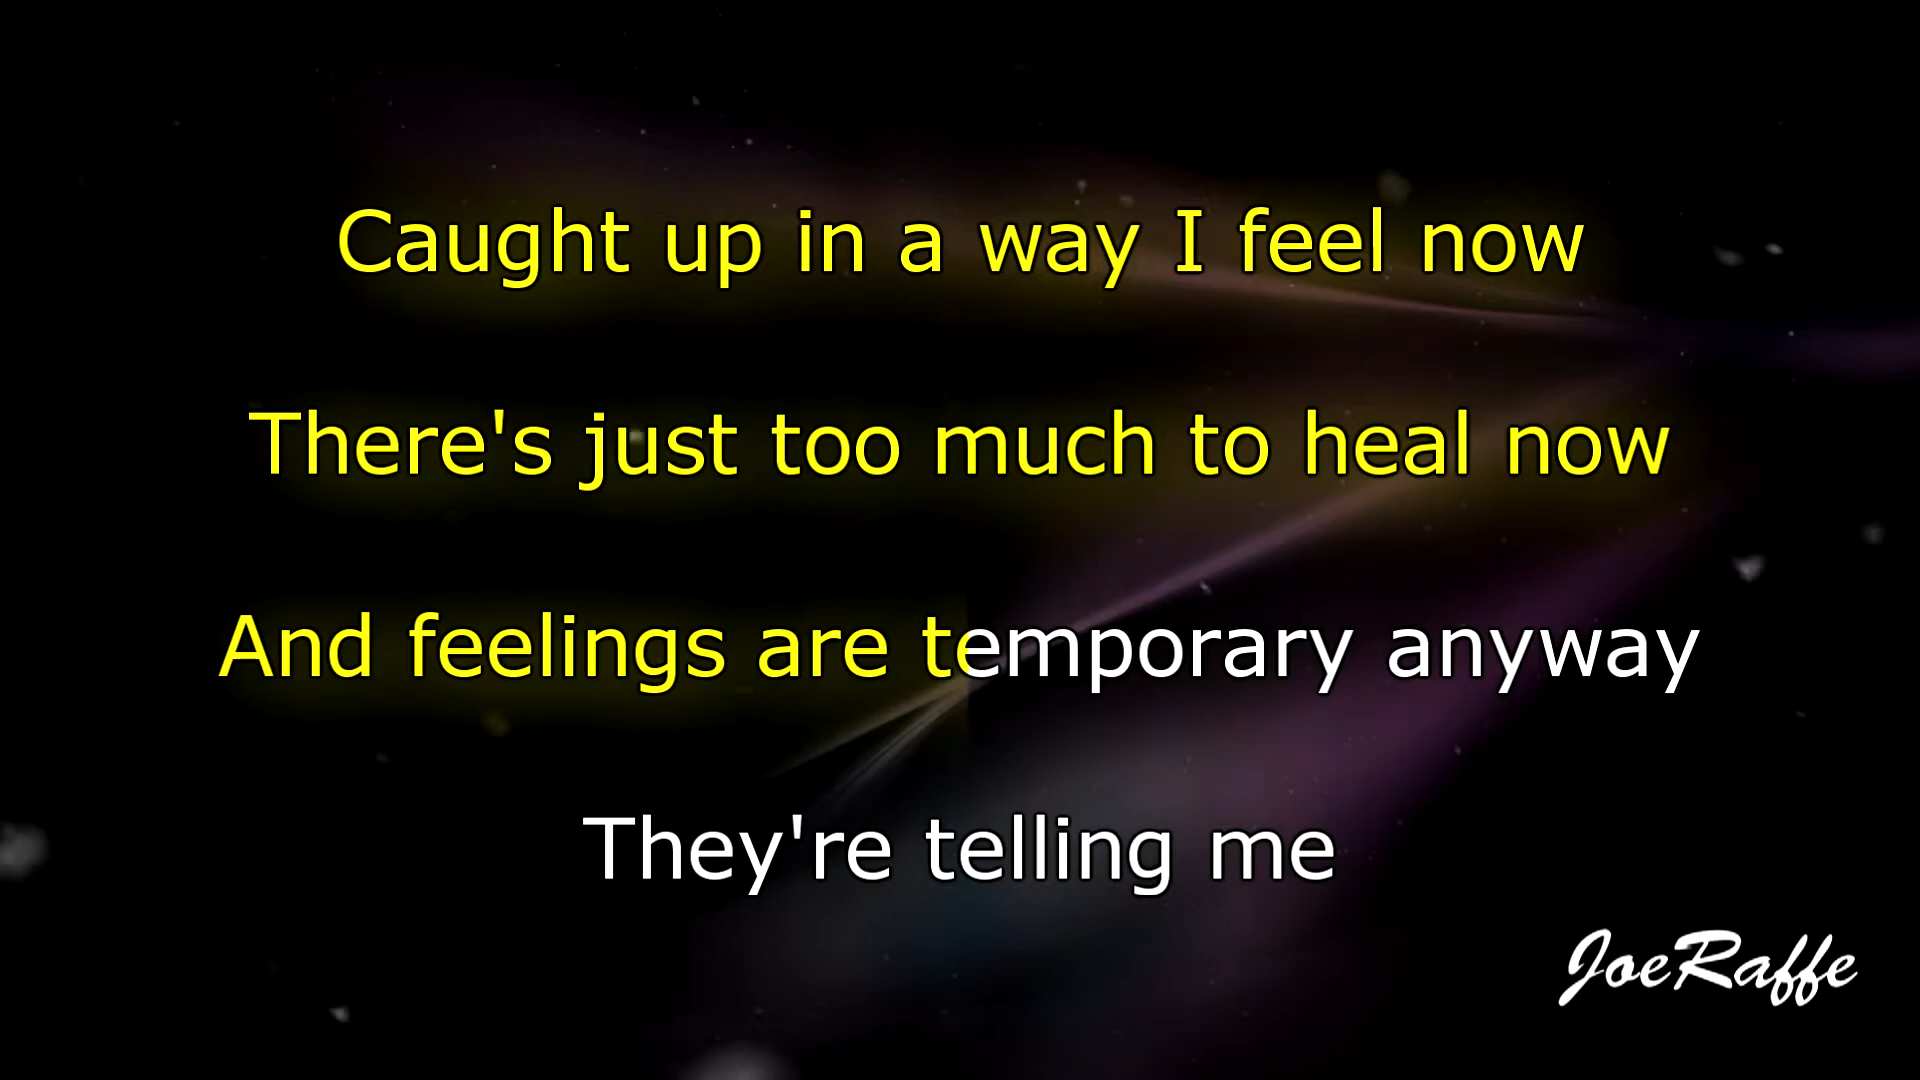 Caught up in a way I feel now
There's just too much to heal now
And feelings are temporary anyway
They're telling me
JoeRaffe